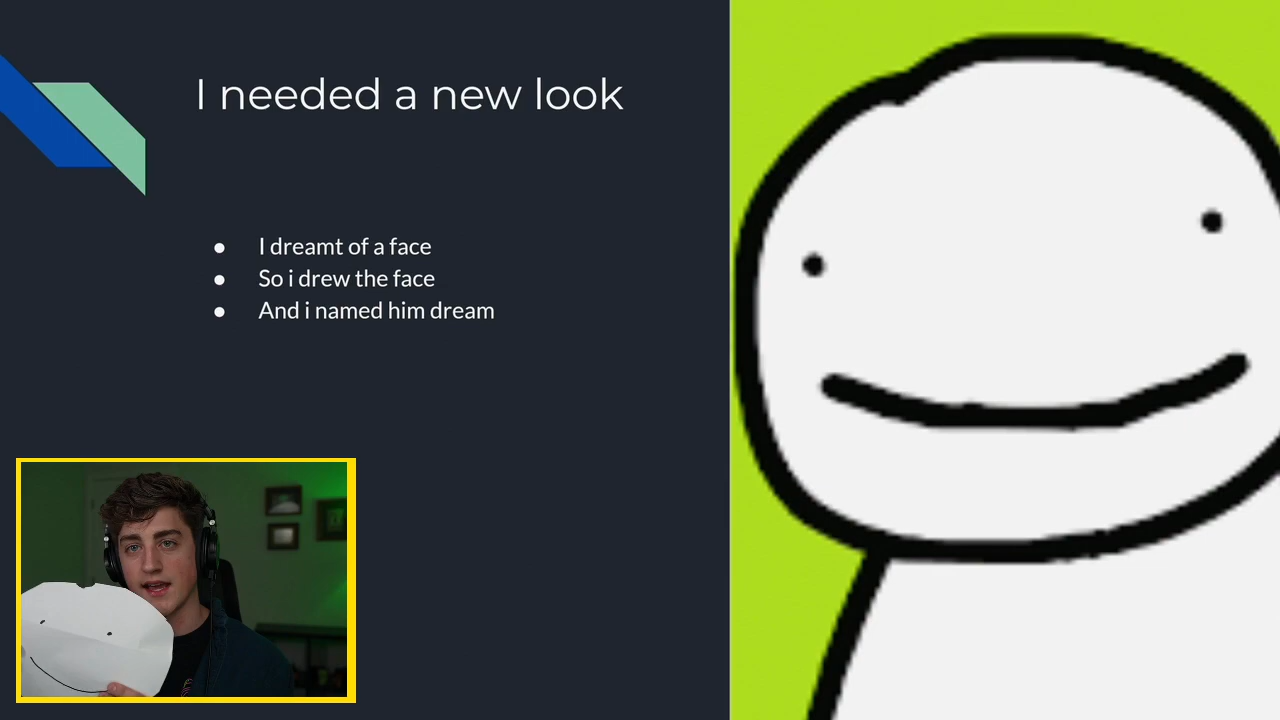 I needed a new look
● I dreamt of a face
● So i drew the face
● And i named him dream